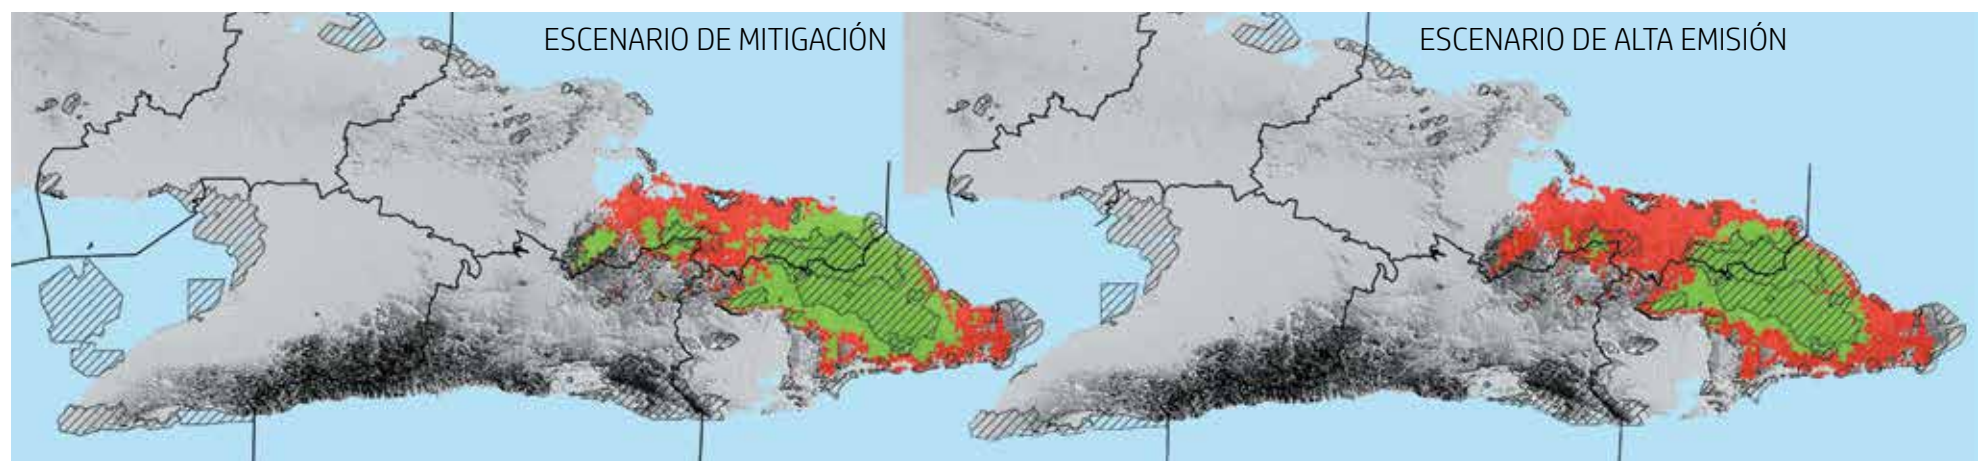 ESCENARIO DE MITIGACIÓN
ESCENARIO DE ALTA EMISIÓN